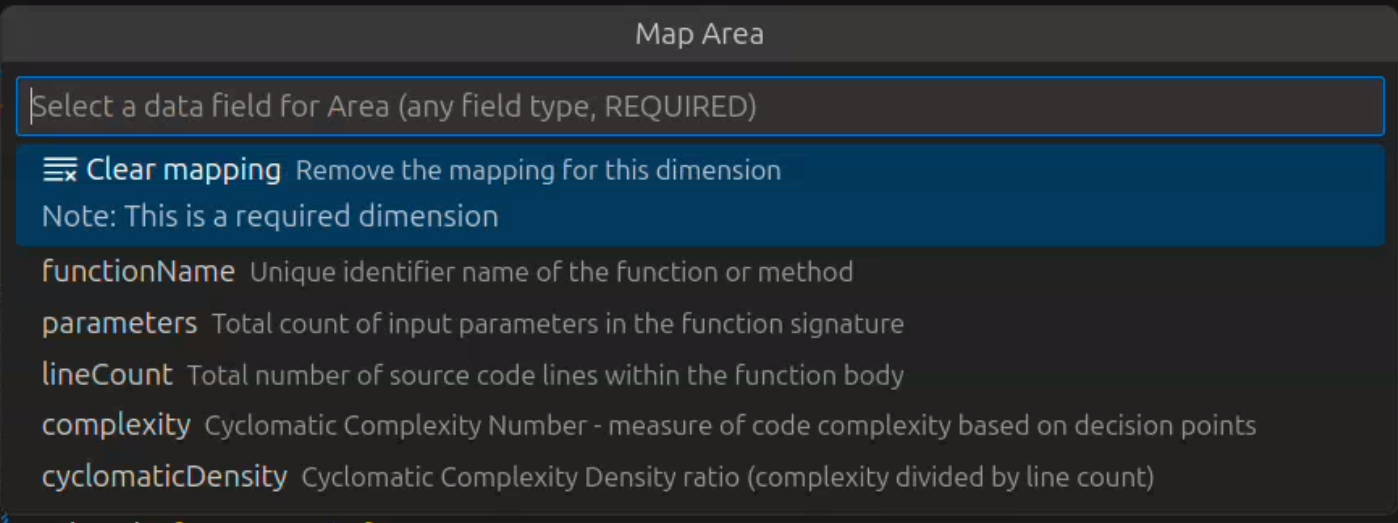 Map Area
Select a data field for Area (any field type, REQUIRED)
Clear mapping Remove the mapping for this dimension
Note: This is a required dimension
functionName Unique identifier name of the function or method
parameters Total count of input parameters in the function signature
lineCount Total number of source code lines within the function body
complexity Cyclomatic Complexity Number - measure of code complexity based on decision points
cyclomaticDensity Cyclomatic Complexity Density ratio (complexity divided by line count)